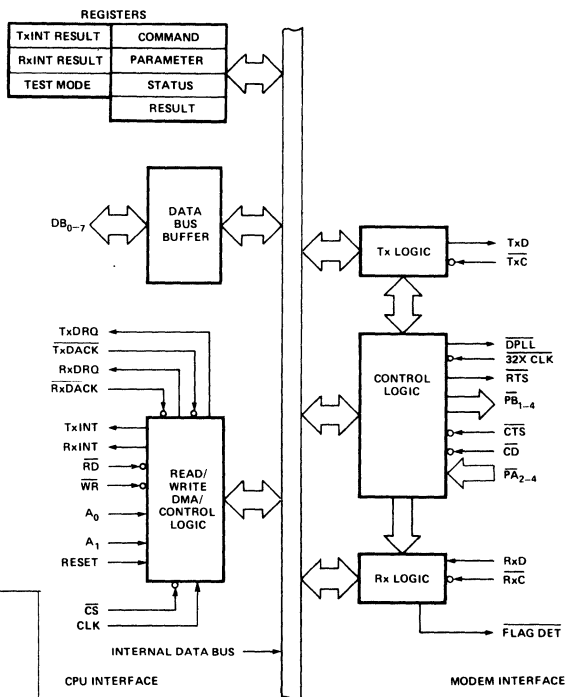 REGISTERS
TxINT RESULT
COMMAND
RxINT RESULT
PARAMETER
TEST MODE
STATUS
RESULT
DB0-7
DATA
BUS
BUFFER
TxDRQ
TxDACK
RxDRQ
RxDACK
TxINT
RxINT
RD
WR
A0
A1
RESET
CS
CLK
READ/
WRITE
DMA/
CONTROL
LOGIC
INTERNAL DATA BUS
CPU INTERFACE
Tx LOGIC
TxD
TxC
CONTROL
LOGIC
DPLL
32X CLK
RTS
PB1-4
CTS
CD
PA2-4
Rx LOGIC
RxD
RxC
FLAG DET
MODEM INTERFACE